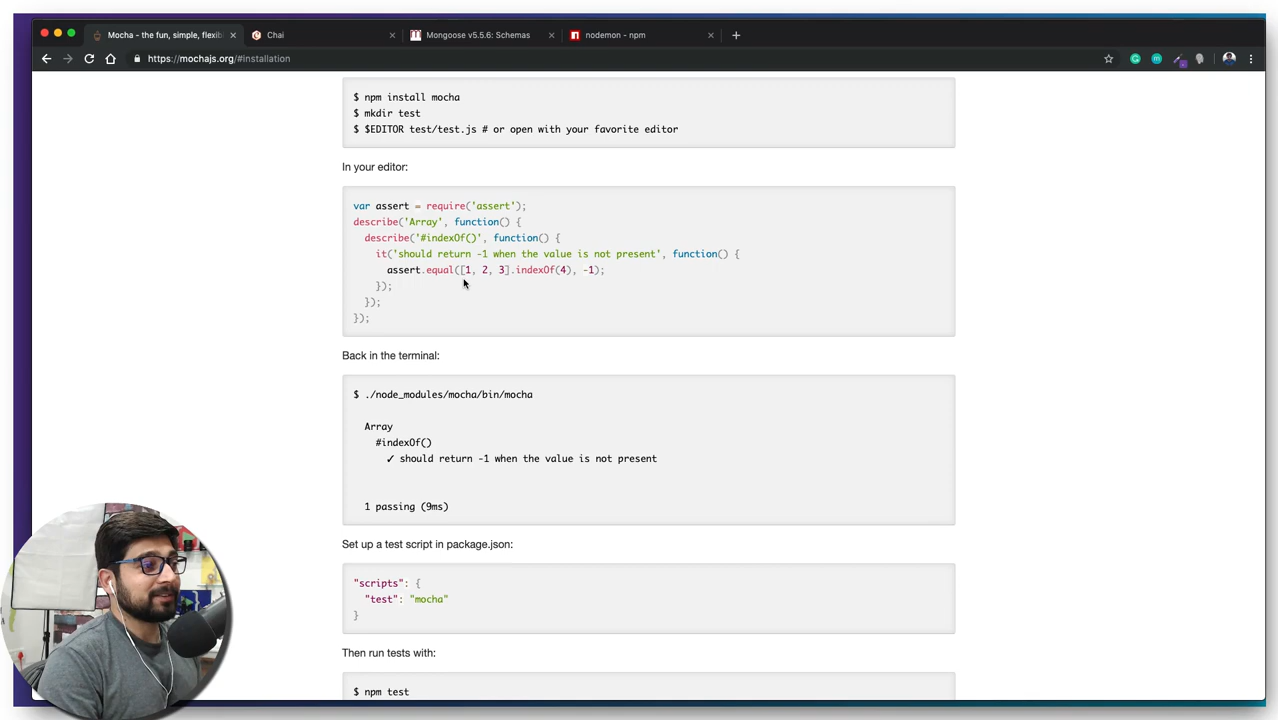 Mocha - the fun, simple, flexib
Chai
Mongoose v5.5.6: Schemas
nodemon - npm
https://mochajs.org/#installation
$ npm install mocha
$ mkdir test
$ $EDITOR test/test.js # or open with your favorite editor
In your editor:
var assert = require('assert');
describe('Array', function() {
describe('#indexOf()', function() {
it('should return -1 when the value is not present', function() {
assert.equal([1, 2, 3].indexOf(4), -1);
});
});
});
Back in the terminal:
$ ./node_modules/mocha/bin/mocha
Array
#indexOf()
✓ should return -1 when the value is not present
1 passing (9ms)
Set up a test script in package.json:
"scripts": {
"test": "mocha"
}
Then run tests with:
$ npm test